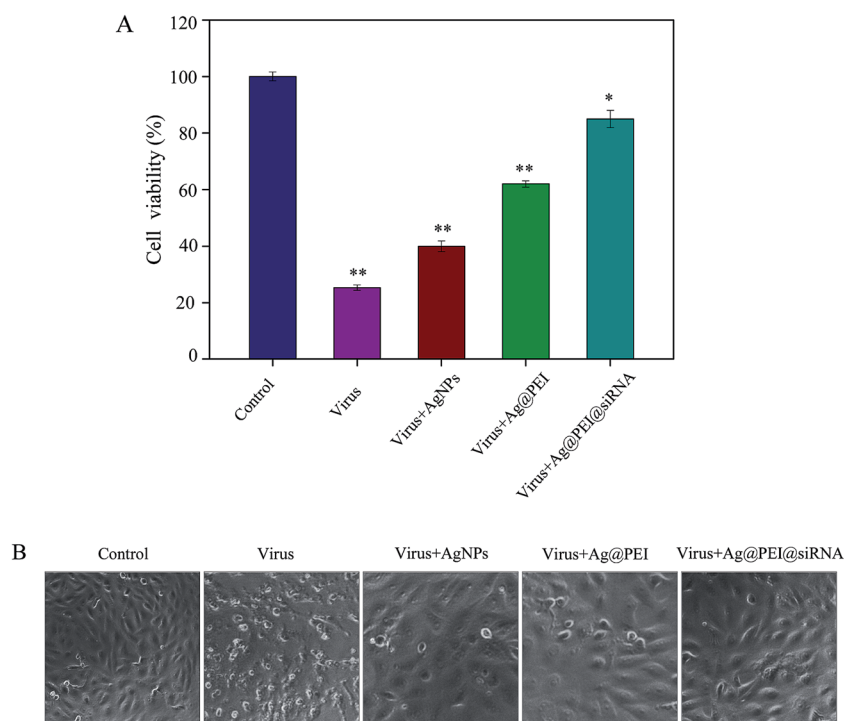 A
120
100
80
60
40
20
0
Cell viability (%)
**
**
**
*
Control
Virus
Virus+AgNPs
Virus+Ag@PEI
Virus+Ag@PEI@siRNA
B
Control
Virus
Virus+AgNPs
Virus+Ag@PEI
Virus+Ag@PEI@siRNA